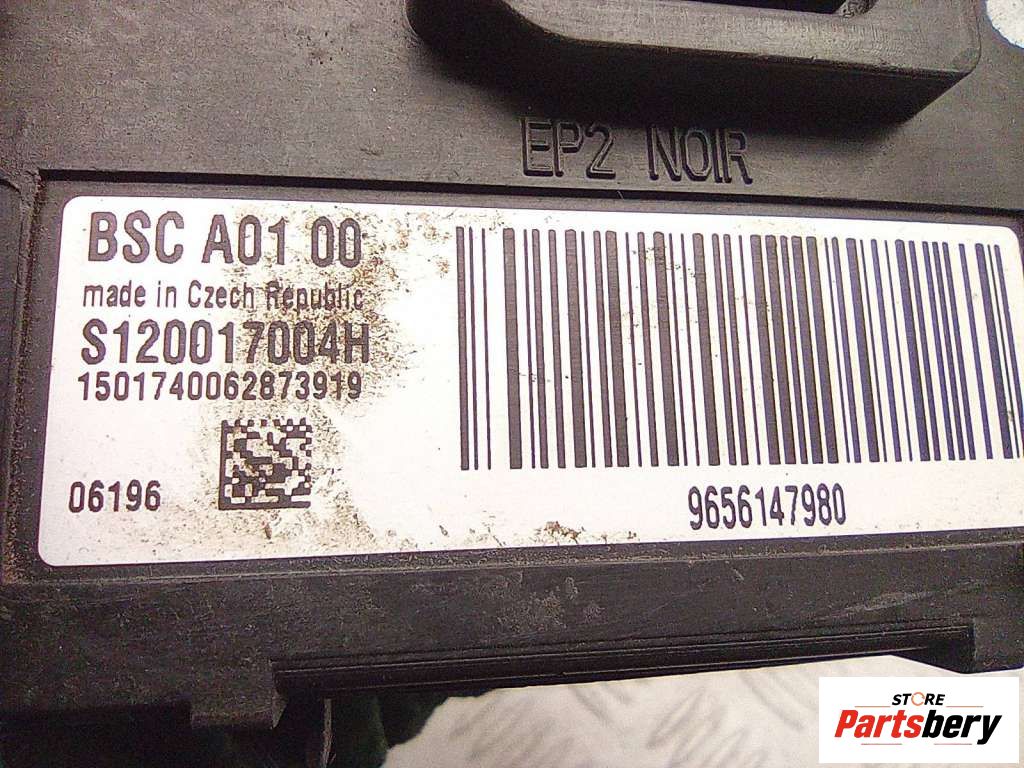 EP2 NOIR
BSC A01 00
made in Czech Republic
S120017004H
1501740062873919
06196
9656147980
STORE
Partsbery